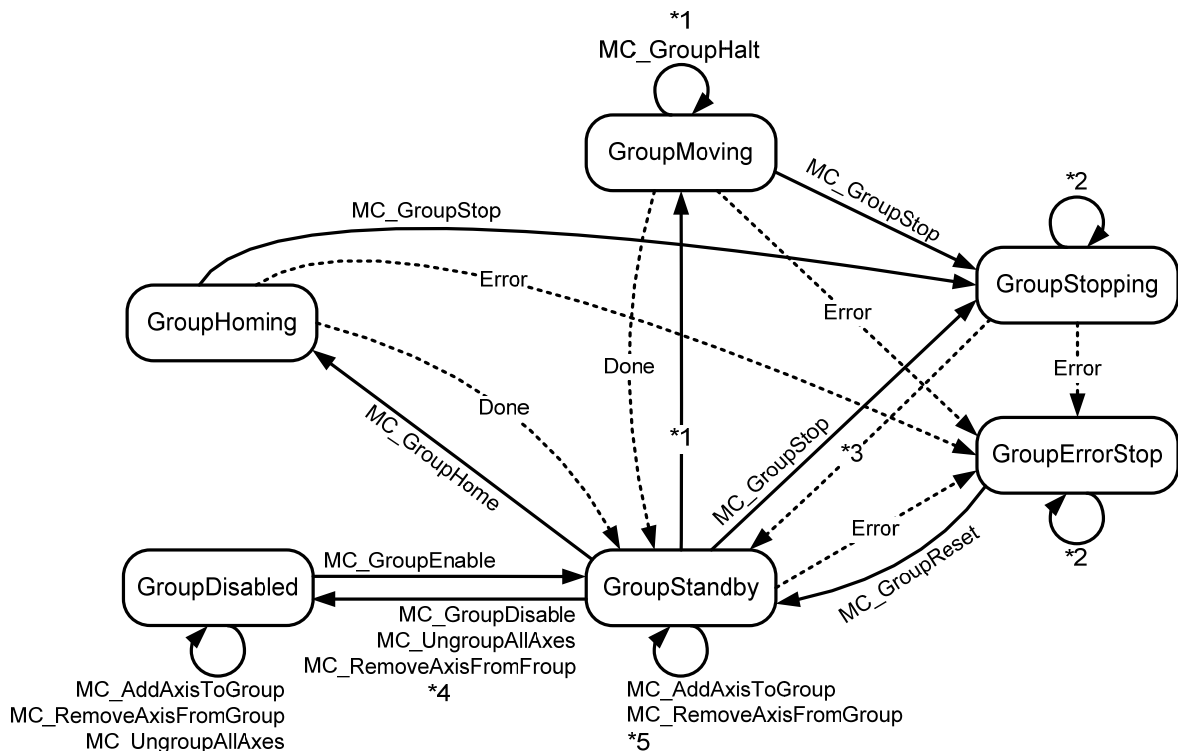 *1
MC_GroupHalt
GroupMoving
MC_GroupStop
*2
MC_GroupStop
GroupStopping
Error
GroupHoming
Error
Done
Error
Done
MC_GroupHome
*1
MC_GroupStop
*3
GroupErrorStop
Error
*2
MC_GroupReset
GroupDisabled
MC_GroupEnable
GroupStandby
MC_GroupDisable
MC_UngroupAllAxes
MC_RemoveAxisFromFroup
*4
MC_AddAxisToGroup
MC_RemoveAxisFromGroup
MC_UngroupAllAxes
MC_AddAxisToGroup
MC_RemoveAxisFromGroup
*5